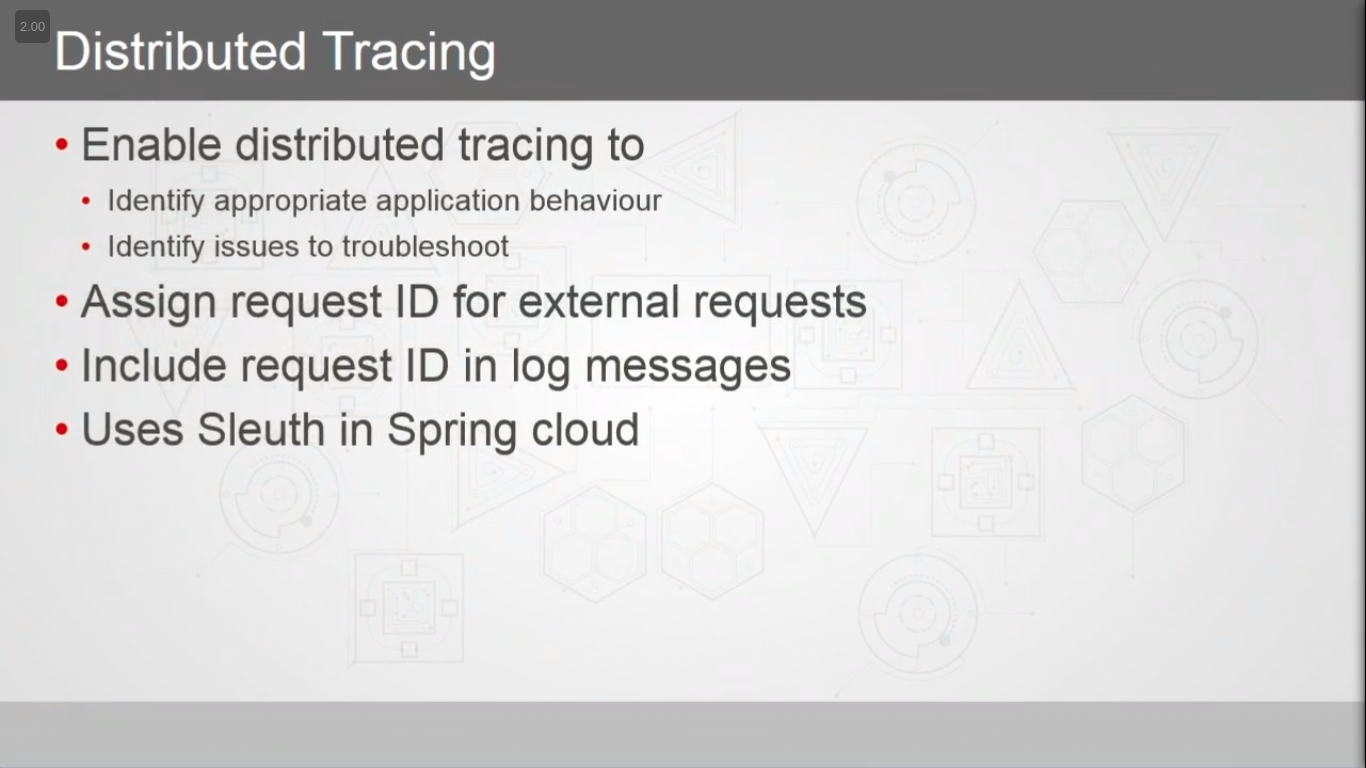 2.00
Distributed Tracing
• Enable distributed tracing to
• Identify appropriate application behaviour
• Identify issues to troubleshoot
• Assign request ID for external requests
• Include request ID in log messages
• Uses Sleuth in Spring cloud